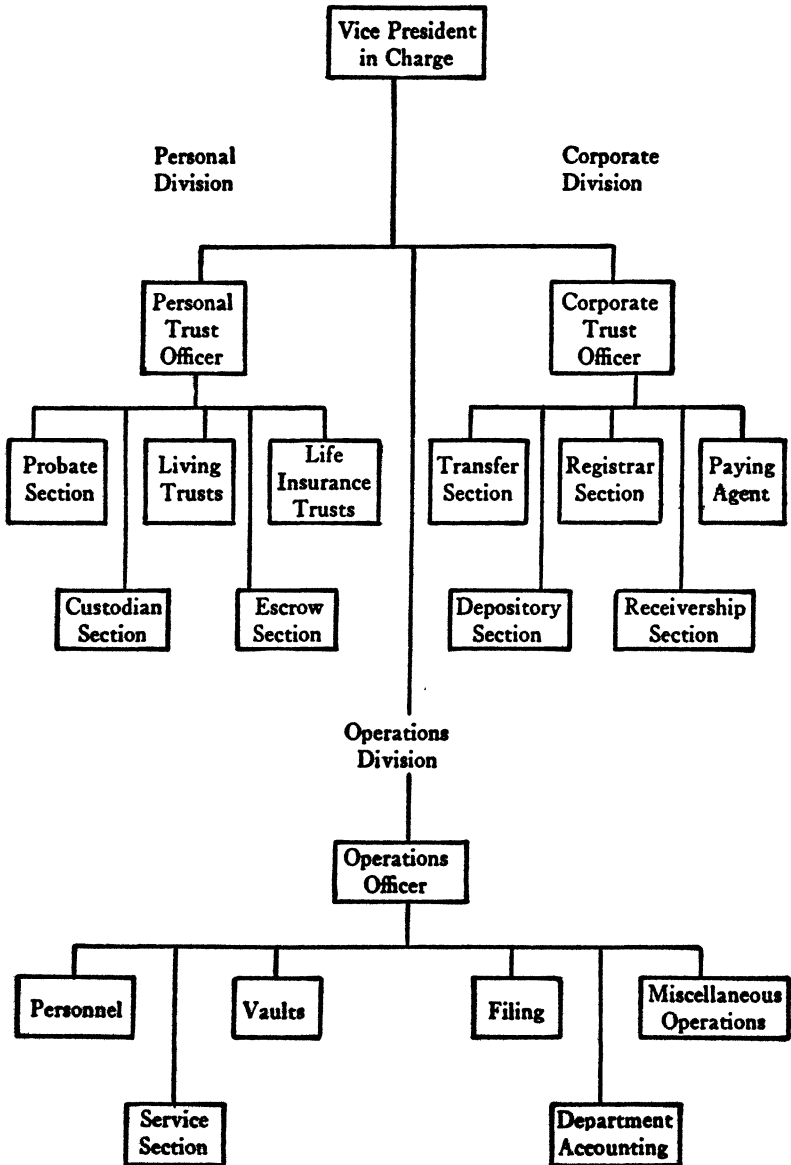 Vice President
in Charge
Personal
Division
Corporate
Division
Personal
Trust
Officer
Corporate
Trust
Officer
Probate
Section
Living
Trusts
Life
Insurance
Trusts
Transfer
Section
Registrar
Section
Paying
Agent
Custodian
Section
Escrow
Section
Depository
Section
Receivership
Section
Operations
Division
Operations
Officer
Personnel
Vaults
Filing
Miscellaneous
Operations
Service
Section
Department
Accounting